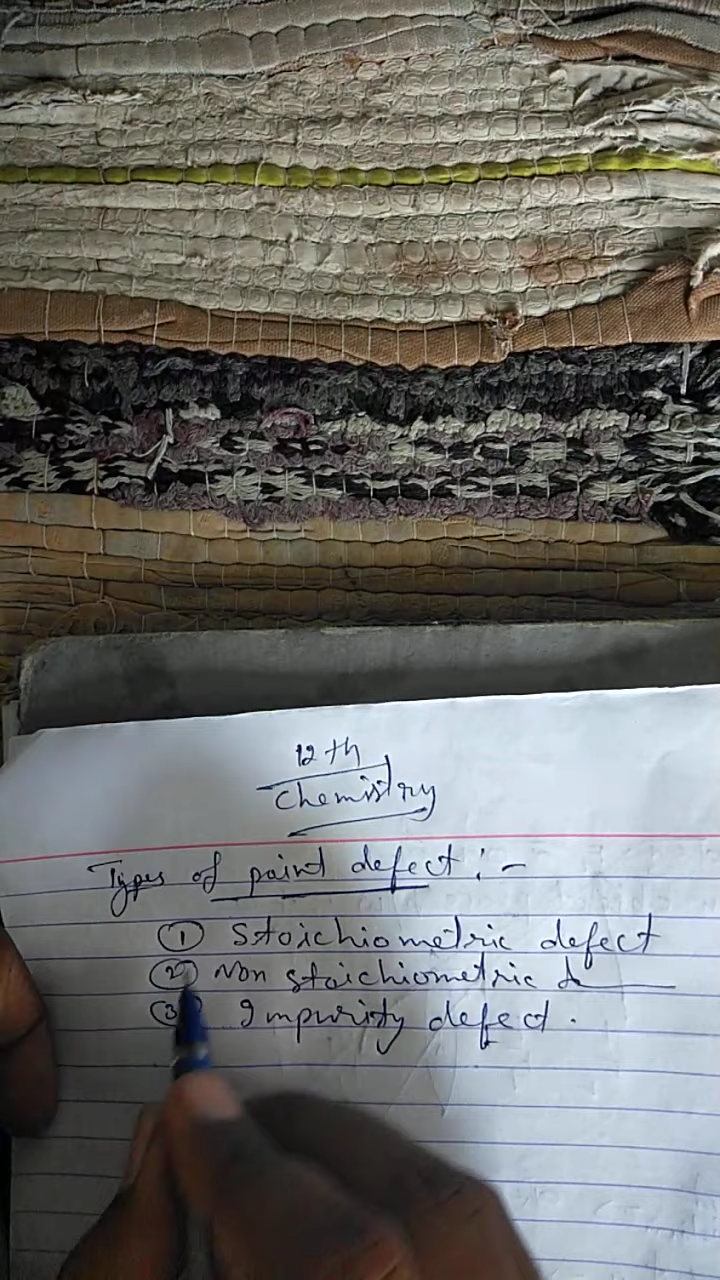 12th
Chemistry
Types of point defect :-
① Stoichiometric defect
② Non stoichiometric d——
③ Impurity defect.